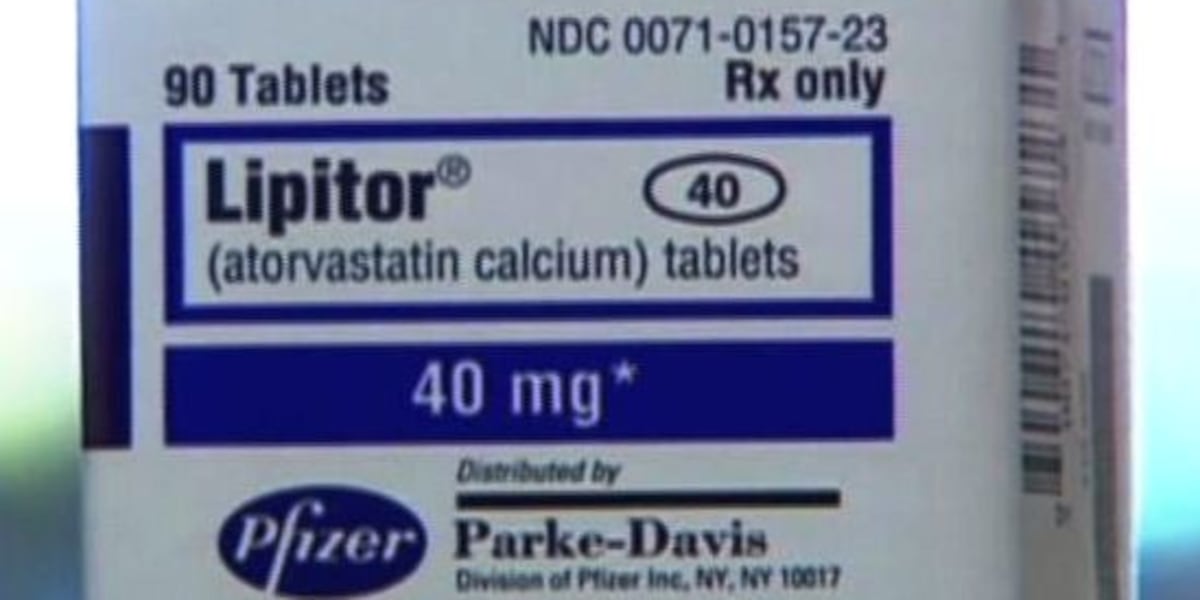 NDC 0071-0157-23
90 Tablets Rx only
Lipitor® 40
(atorvastatin calcium) tablets
40 mg*
Distributed by
Pfizer Parke-Davis
Division of Pfizer Inc, NY, NY 10017